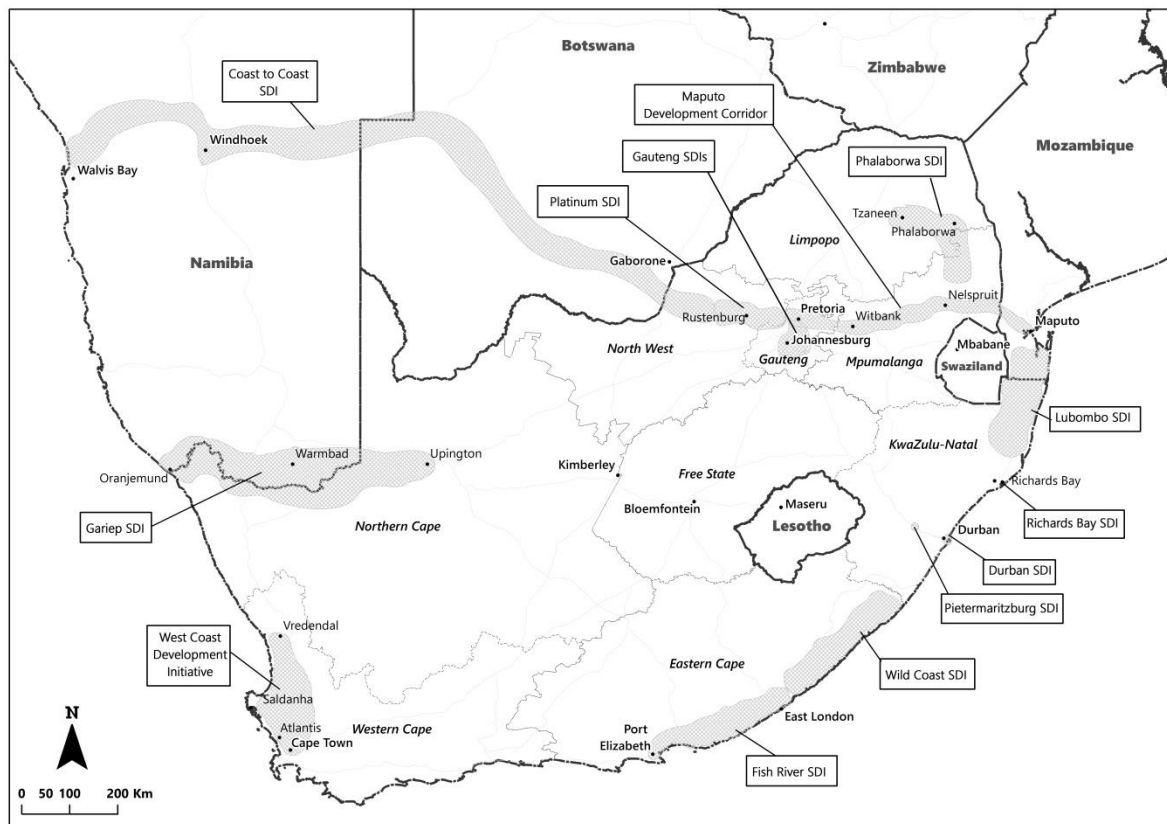 Botswana
Zimbabwe
Coast to Coast
SDI
Maputo
Development Corridor
Mozambique
Windhoek
Gauteng SDIs
Phalaborwa SDI
Walvis Bay
Platinum SDI
Tzaneen
Phalaborwa
Limpopo
Namibia
Gaborone
Nelspruit
Rustenburg
Pretoria
Witbank
Maputo
Johannesburg
Mbabane
North West
Gauteng
Mpumalanga
Swaziland
Lubombo SDI
KwaZulu-Natal
Warmbad
Upington
Oranjemund
Kimberley
Free State
Richards Bay
Bloemfontein
Maseru
Lesotho
Gariep SDI
Northern Cape
Richards Bay SDI
Durban
Durban SDI
Pietermaritzburg SDI
Vredendal
West Coast
Development
Initiative
Eastern Cape
Wild Coast SDI
Saldanha
East London
Western Cape
Atlantis
Cape Town
Port
Elizabeth
Fish River SDI
N
0 50 100 200 Km